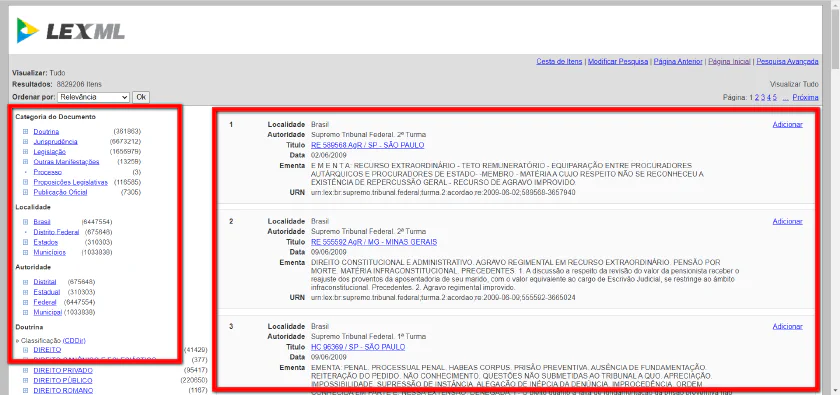 LEXML
Cesta de Itens | Modificar Pesquisa | Página Anterior | Página Inicial | Pesquisa Avançada
Visualizar: Tudo
Resultados: 8829206 Itens
Visualizar Tudo
Ordenar por: Relevância Ok
Página: 1 2 3 4 5 ... Próxima
Categoria do Documento
Doutrina (361863)
Jurisprudência (6673212)
Legislação (1656979)
Outras Manifestações (13259)
Processo (3)
Proposições Legislativas (116585)
Publicação Oficial (7305)
Localidade
Brasil (6447554)
Distrito Federal (675648)
Estados (310303)
Municípios (1033938)
Autoridade
Distrital (675648)
Estadual (310303)
Federal (6447554)
Municipal (1033938)
Doutrina
» Classificação (CDDir)
DIREITO (41429)
DIREITO CANÔNICO E ECLESIÁSTICO (377)
DIREITO PRIVADO (95417)
DIREITO PÚBLICO (220650)
DIREITO ROMANO (1167)
1 Localidade Brasil Adicionar
Autoridade Supremo Tribunal Federal. 2ª Turma
Título RE 589568 AgR / SP - SÃO PAULO
Data 02/06/2009
Ementa E M E N T A: RECURSO EXTRAORDINÁRIO - TETO REMUNERATÓRIO - EQUIPARAÇÃO ENTRE PROCURADORES
AUTÁRQUICOS E PROCURADORES DE ESTADO- -MEMBRO - MATÉRIA A CUJO RESPEITO NÃO SE RECONHECEU A
EXISTÊNCIA DE REPERCUSSÃO GERAL - RECURSO DE AGRAVO IMPROVIDO.
URN urn:lex:br:supremo.tribunal.federal;turma.2:acordao;re:2009-06-02;589568-3657940
2 Localidade Brasil Adicionar
Autoridade Supremo Tribunal Federal. 2ª Turma
Título RE 555592 AgR / MG - MINAS GERAIS
Data 09/06/2009
Ementa DIREITO CONSTITUCIONAL E ADMINISTRATIVO. AGRAVO REGIMENTAL EM RECURSO EXTRAORDINÁRIO. PENSÃO POR
MORTE. MATÉRIA INFRACONSTITUCIONAL. PRECEDENTES. 1. A discussão a respeito da revisão do valor da pensionista receber o
reajuste dos proventos da aposentadoria de seu marido, com o valor equivalente ao cargo de Escrivão Judicial, se restringe ao âmbito
infraconstitucional. Precedentes. 2. Agravo regimental improvido.
URN urn:lex:br:supremo.tribunal.federal;turma.2:acordao;re:2009-06-09;555592-3665024
3 Localidade Brasil Adicionar
Autoridade Supremo Tribunal Federal. 1ª Turma
Título HC 96369 / SP - SÃO PAULO
Data 09/06/2009
Ementa EMENTA: PENAL. PROCESSUAL PENAL. HABEAS CORPUS. PRISÃO PREVENTIVA. AUSÊNCIA DE FUNDAMENTAÇÃO.
REITERAÇÃO DO PEDIDO. NÃO CONHECIMENTO. QUESTÕES NÃO SUBMETIDAS AO TRIBUNAL A QUO. APRECIAÇÃO.
IMPOSSIBILIDADE. SUPRESSÃO DE INSTÂNCIA. ALEGAÇÃO DE INÉPCIA DA DENÚNCIA. IMPROCEDÊNCIA. ORDEM